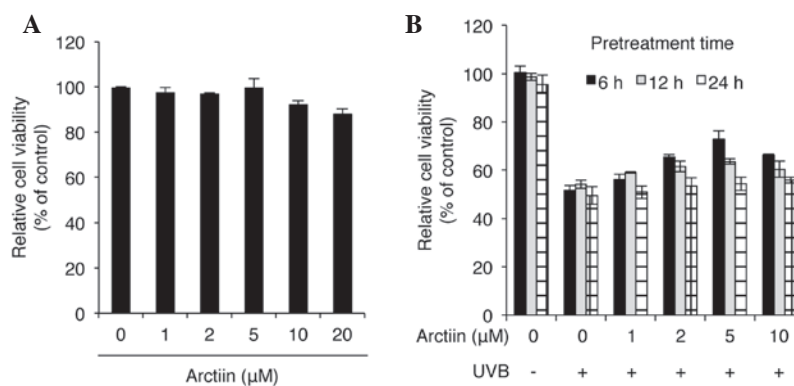 A
120
100
80
60
40
20
0
Relative cell viability
(% of control)
0 1 2 5 10 20
Arctiin (µM)
B
120
100
80
60
40
20
0
Relative cell viability
(% of control)
Pretreatment time
6 h 12 h 24 h
Arctiin (µM) 0 0 1 2 5 10
UVB - + + + + +